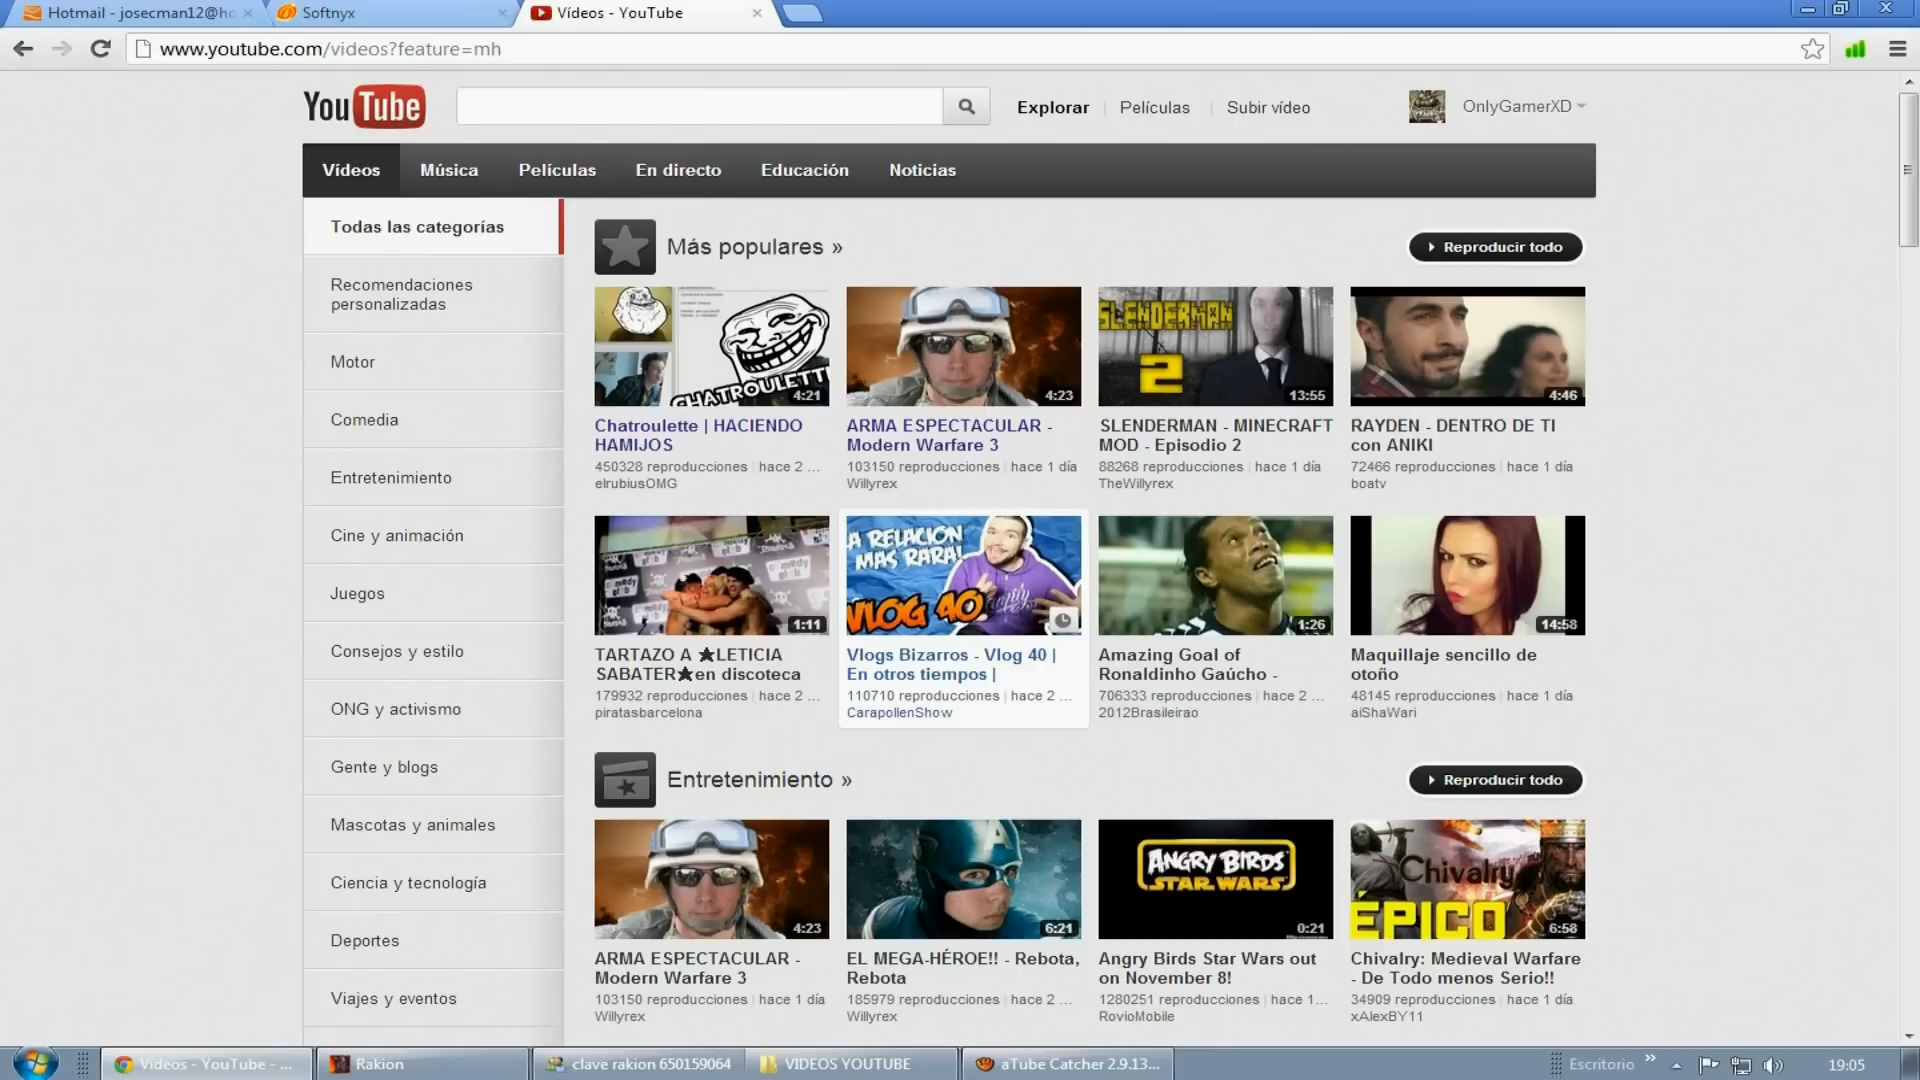 Hotmail - josecman12@ho
Softnyx
Vídeos - YouTube
www.youtube.com/videos?feature=mh
YouTube
Explorar
Películas
Subir vídeo
OnlyGamerXD
Vídeos
Música
Películas
En directo
Educación
Noticias
Todas las categorías
Recomendaciones
personalizadas
Motor
Comedia
Entretenimiento
Cine y animación
Juegos
Consejos y estilo
ONG y activismo
Gente y blogs
Mascotas y animales
Ciencia y tecnología
Deportes
Viajes y eventos
Más populares »
Reproducir todo
CHATROULETTE
4:21
Chatroulette | HACIENDO
HAMIJOS
450328 reproducciones | hace 2 ...
elrubiusOMG
4:23
ARMA ESPECTACULAR -
Modern Warfare 3
103150 reproducciones | hace 1 día
Willyrex
SLENDERMAN
2
13:55
SLENDERMAN - MINECRAFT
MOD - Episodio 2
88268 reproducciones | hace 1 día
TheWillyrex
4:46
RAYDEN - DENTRO DE TI
con ANIKI
72466 reproducciones | hace 1 día
boatv
1:11
TARTAZO A ★LETICIA
SABATER★en discoteca
179932 reproducciones | hace 2 ...
piratasbarcelona
A RELACION
MAS RARA!
VLOG 40
Vlogs Bizarros - Vlog 40 |
En otros tiempos |
110710 reproducciones | hace 2 ...
CarapollenShow
1:26
Amazing Goal of
Ronaldinho Gaúcho -
706333 reproducciones | hace 2 ...
2012Brasileirao
14:58
Maquillaje sencillo de
otoño
48145 reproducciones | hace 1 día
aiShaWari
Entretenimiento »
Reproducir todo
4:23
ARMA ESPECTACULAR -
Modern Warfare 3
103150 reproducciones | hace 1 día
Willyrex
A
6:21
EL MEGA-HÉROE!! - Rebota,
Rebota
185979 reproducciones | hace 2 ...
Willyrex
ANGRY BIRDS
STAR WARS
0:21
Angry Birds Star Wars out
on November 8!
1280251 reproducciones | hace 1...
RovioMobile
Chivalry
ÉPICO
6:58
Chivalry: Medieval Warfare
- De Todo menos Serio!!
34909 reproducciones | hace 1 día
xAlexBY11
Vídeos - YouTube - ...
Rakion
clave rakion 650159064
VIDEOS YOUTUBE
aTube Catcher 2.9.13...
Escritorio
»
19:05